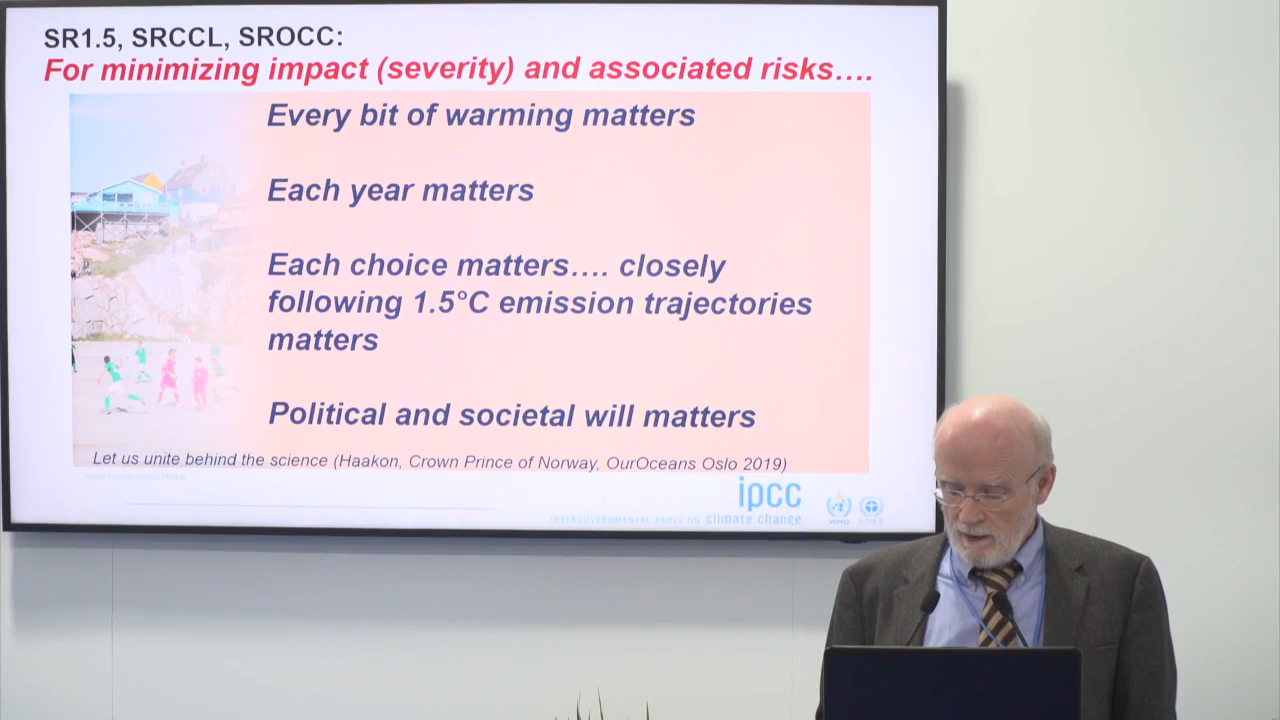 SR1.5, SRCCL, SROCC:
For minimizing impact (severity) and associated risks….
Every bit of warming matters
Each year matters
Each choice matters…. closely
following 1.5°C emission trajectories
matters
Political and societal will matters
Let us unite behind the science (Haakon, Crown Prince of Norway, OurOceans Oslo 2019)
ipcc
INTERGOVERNMENTAL PANEL ON climate change
WMO
UNEP